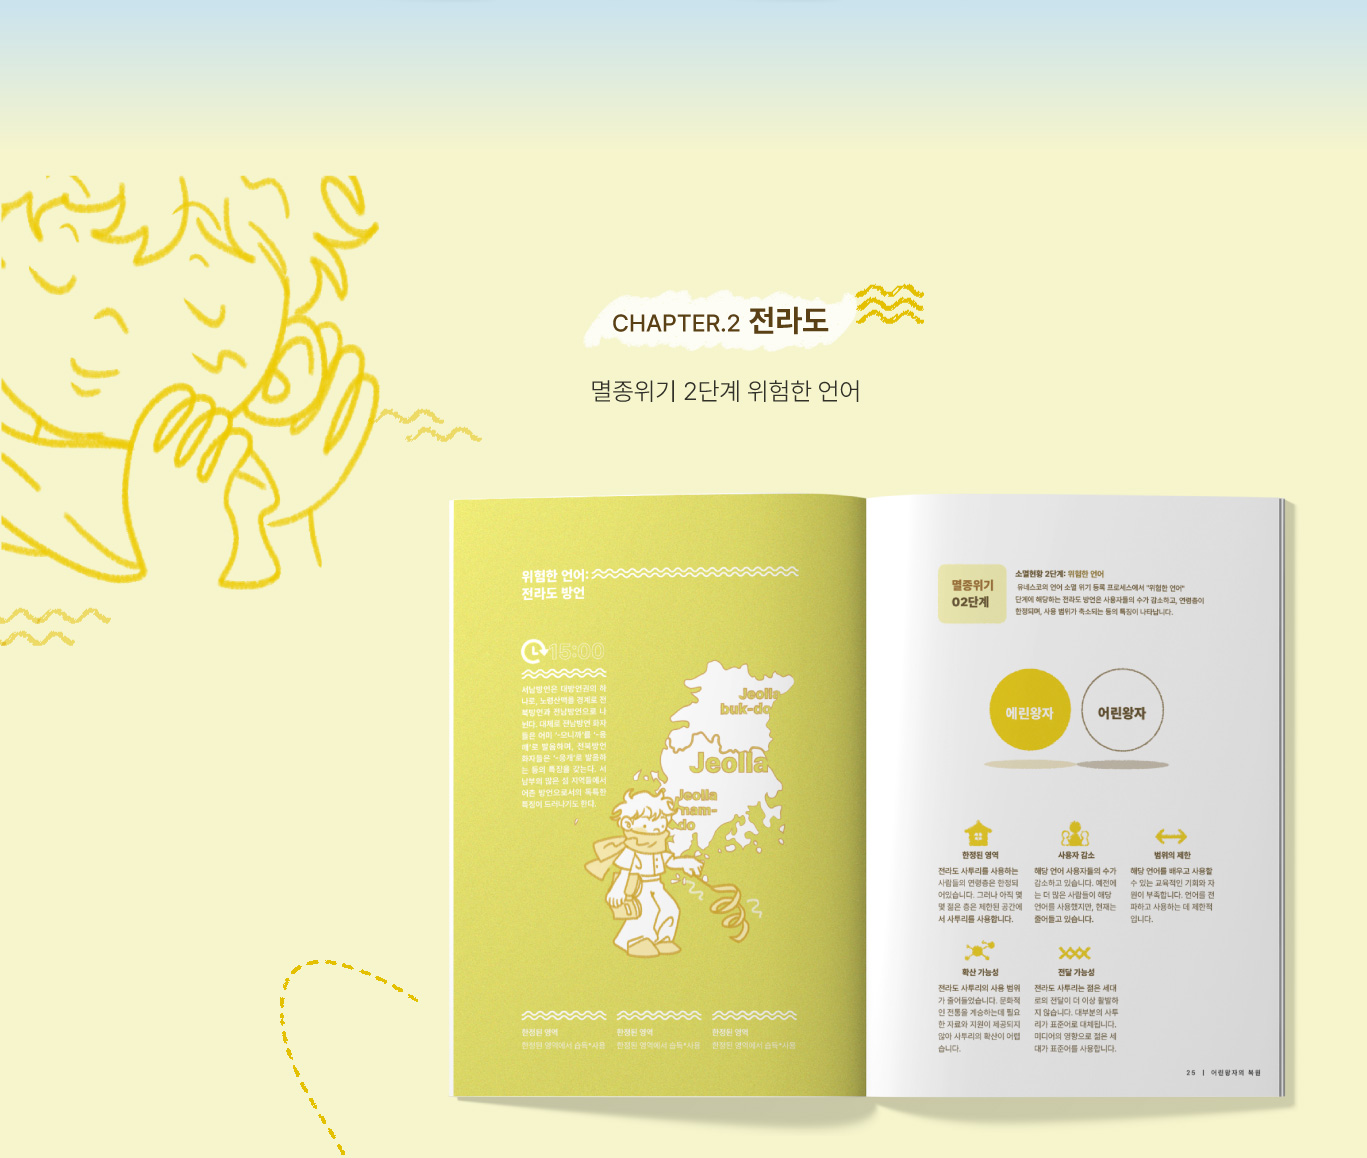 CHAPTER.2 전라도
멸종위기 2단계 위험한 언어
위험한 언어:
전라도 방언
15:00
서남방언은 대방언권의 하
나로, 노령산맥을 경계로 전
북방언과 전남방언으로 나
뉜다. 대체로 전남방언 화자
들은 어미 '-으니까'를 '-응
께'로 발음하며, 전북방언
화자들은 '-응게'로 발음하
는 등의 특징을 갖는다. 서
남부의 많은 섬 지역들에서
어촌 방언으로서의 독특한
특징이 드러나기도 한다.
Jeolla
buk-do
Jeolla
Jeolla
nam-
do
한정된 영역
한정된 영역에서 습득*사용
한정된 영역
한정된 영역에서 습득*사용
한정된 영역
한정된 영역에서 습득*사용
멸종위기
02단계
소멸현황 2단계: 위험한 언어
유네스코의 언어 소멸 위기 등록 프로세스에서 "위험한 언어"
단계에 해당하는 전라도 방언은 사용자들의 수가 감소하고, 연령층이
한정되며, 사용 범위가 축소되는 등의 특징이 나타납니다.
에린왕자
어린왕자
한정된 영역
전라도 사투리를 사용하는
사람들의 연령층은 한정되
어있습니다. 그러나 아직 몇
몇 젊은 층은 제한된 공간에
서 사투리를 사용합니다.
사용자 감소
해당 언어 사용자들의 수가
감소하고 있습니다. 예전에
는 더 많은 사람들이 해당
언어를 사용했지만, 현재는
줄어들고 있습니다.
범위의 제한
해당 언어를 배우고 사용할
수 있는 교육적인 기회와 자
원이 부족합니다. 언어를 전
파하고 사용하는 데 제한적
입니다.
확산 가능성
전라도 사투리의 사용 범위
가 줄어들었습니다. 문화적
인 전통을 계승하는데 필요
한 자료와 지원이 제공되지
않아 사투리의 확산이 어렵
습니다.
전달 가능성
전라도 사투리는 젊은 세대
로의 전달이 더 이상 활발하
지 않습니다. 대부분의 사투
리가 표준어로 대체됩니다.
미디어의 영향으로 젊은 세
대가 표준어를 사용합니다.
25 | 어린왕자의 복원